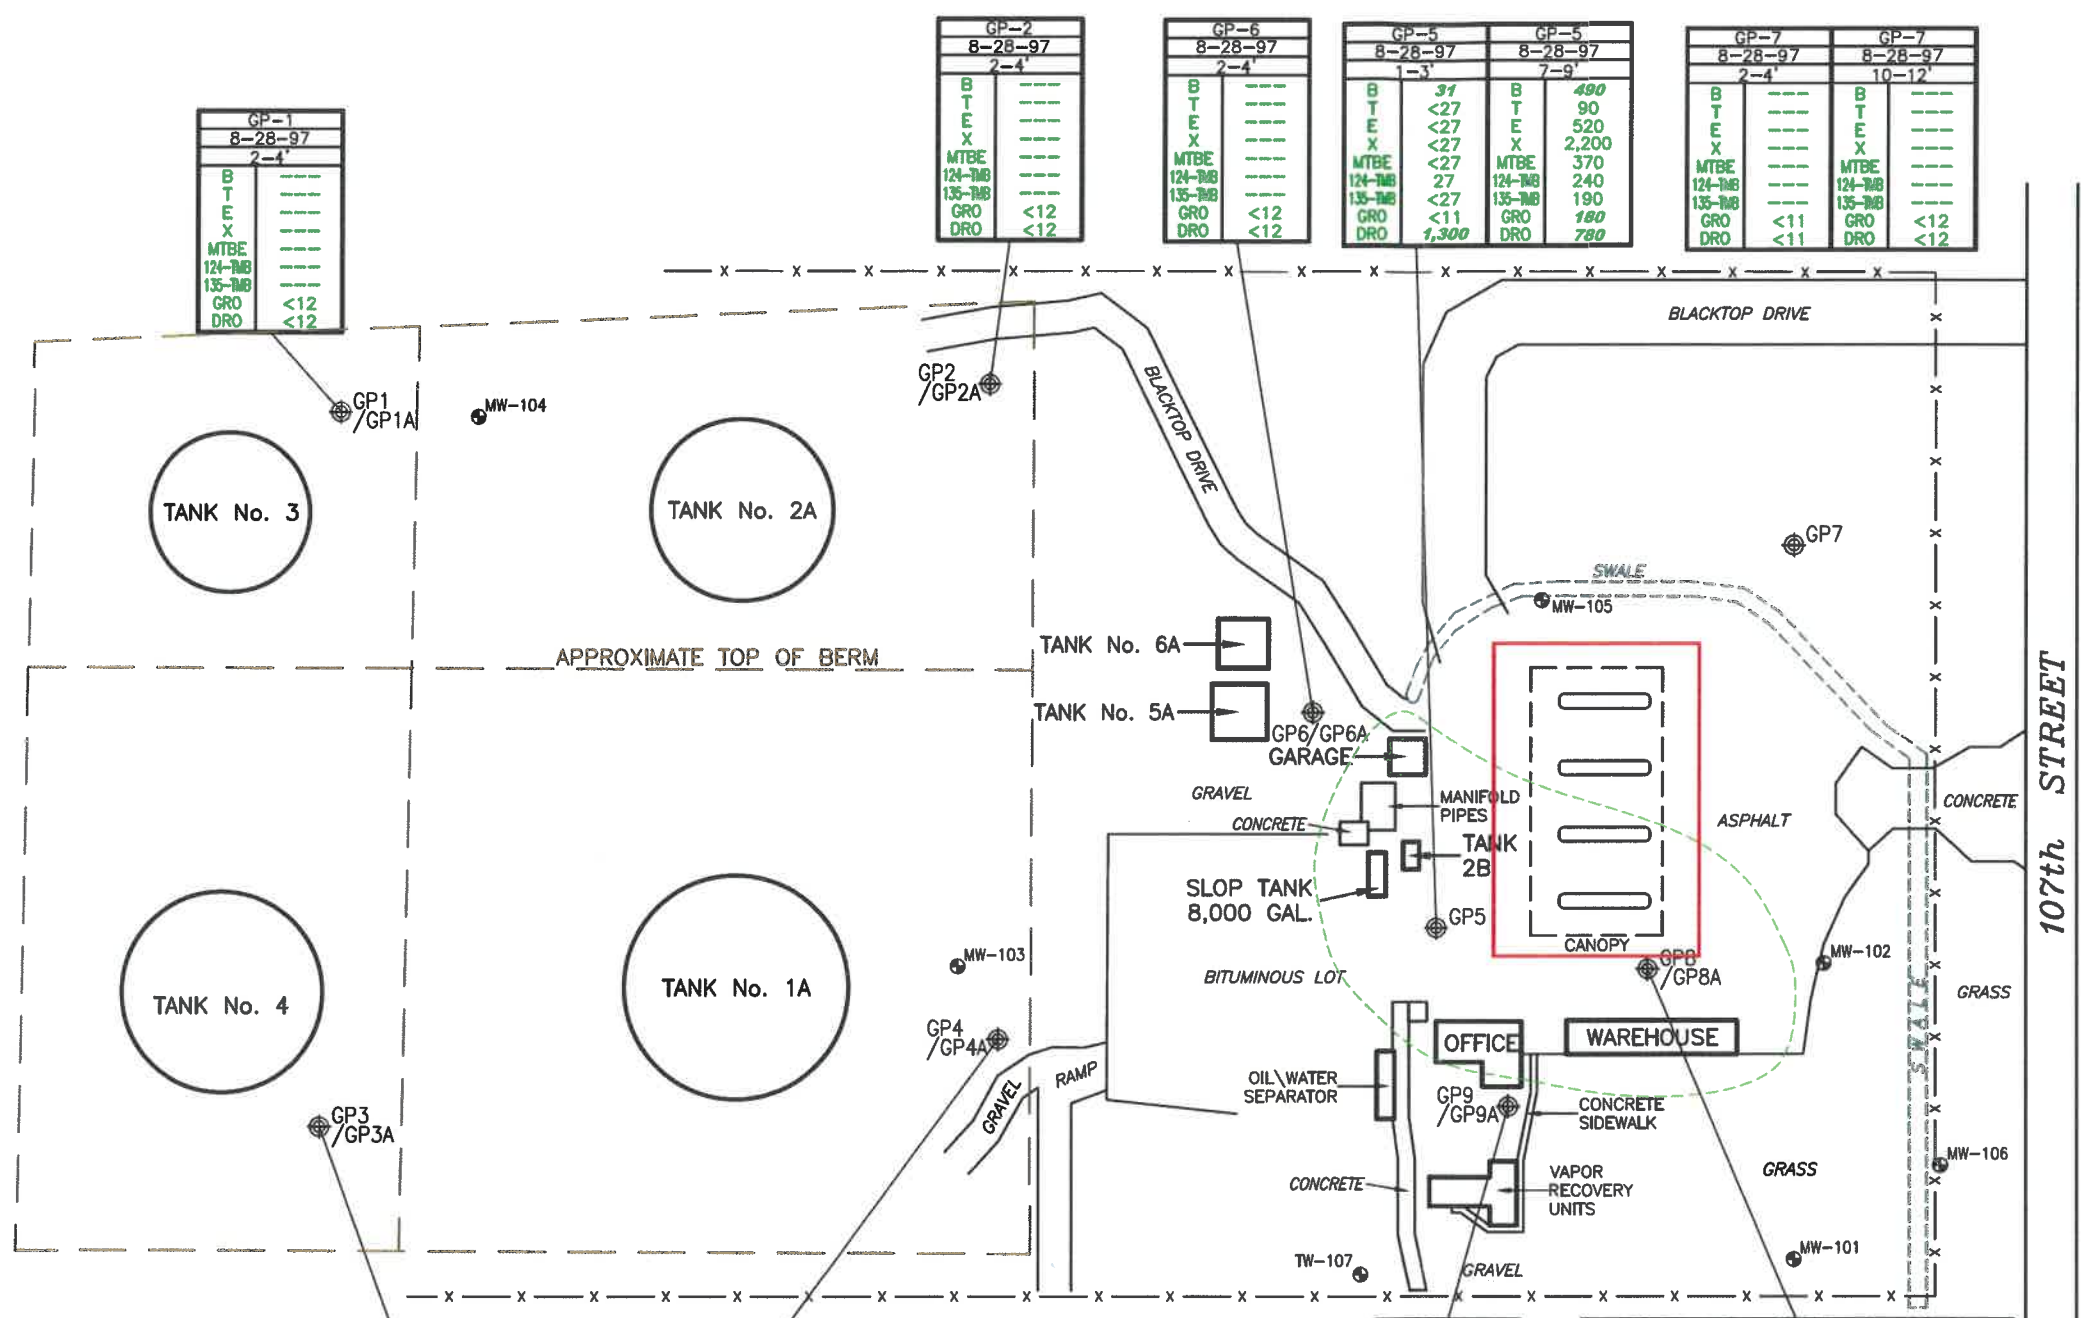 GP-2
8-28-97
2-4'
B ---
T ---
E ---
X ---
MTBE ---
124-TMB ---
135-TMB ---
GRO <12
DRO <12
GP-6
8-28-97
2-4'
B ---
T ---
E ---
X ---
MTBE ---
124-TMB ---
135-TMB ---
GRO <12
DRO <12
GP-5 GP-5
8-28-97 8-28-97
1-3' 7-9'
B 31 B 490
T <27 T 90
E <27 E 520
X <27 X 2,200
MTBE <27 MTBE 370
124-TMB 27 124-TMB 240
135-TMB <27 135-TMB 190
GRO <11 GRO 180
DRO 1,300 DRO 780
GP-7 GP-7
8-28-97 8-28-97
2-4' 10-12'
B --- B ---
T --- T ---
E --- E ---
X --- X ---
MTBE --- MTBE ---
124-TMB --- 124-TMB ---
135-TMB --- 135-TMB ---
GRO <11 GRO <12
DRO <11 DRO <12
GP-1
8-28-97
2-4'
B ---
T ---
E ---
X ---
MTBE ---
124-TMB ---
135-TMB ---
GRO <12
DRO <12
BLACKTOP DRIVE
GP1
/GP1A
MW-104
GP2
/GP2A
BLACKTOP DRIVE
TANK No. 3
TANK No. 2A
GP7
SWALE
MW-105
TANK No. 6A
APPROXIMATE TOP OF BERM
TANK No. 5A
GP6/GP6A
GARAGE
107th STREET
GRAVEL
MANIFOLD
PIPES
CONCRETE
CONCRETE
ASPHALT
TANK
2B
SLOP TANK
8,000 GAL.
GP5
CANOPY
MW-103
GP8
/GP8A
MW-102
BITUMINOUS LOT
GRASS
TANK No. 4
TANK No. 1A
GP4
/GP4A
OFFICE
WAREHOUSE
SWALE
RAMP
GRAVEL
OIL\WATER
SEPARATOR
GP9
/GP9A
CONCRETE
SIDEWALK
GP3
/GP3A
MW-106
GRASS
CONCRETE
VAPOR
RECOVERY
UNITS
TW-107
GRAVEL
MW-101